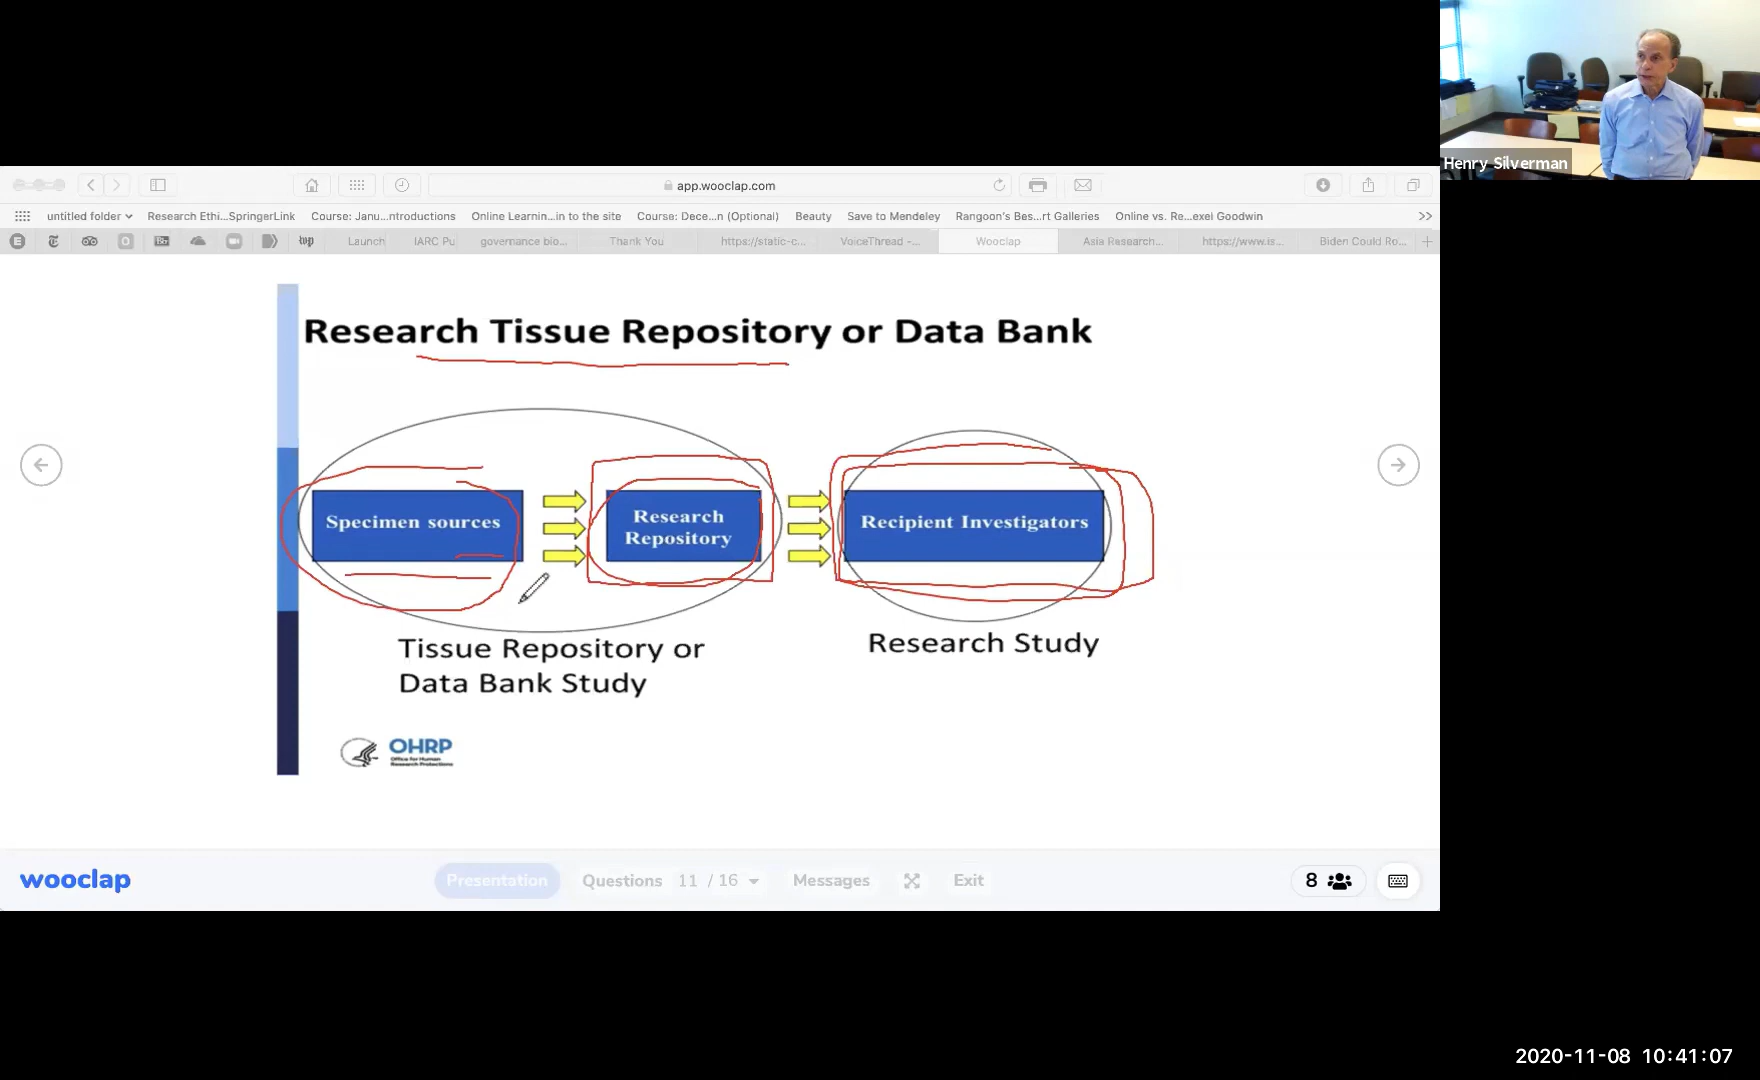 Henry Silverman
app.wooclap.com
untitled folder Research Ethi...SpringerLink Course: Janu...ntroductions Online Learnin...in to the site Course: Dece...n (Optional) Beauty Save to Mendeley Rangoon's Bes...rt Galleries Online vs. Re...exel Goodwin
Launch IARC Pu governance bio... Thank You https://static-c... VoiceThread -... Wooclap Asia Research... https://www.is... Biden Could Ro...
Research Tissue Repository or Data Bank
Specimen sources
Research
Repository
Recipient Investigators
Tissue Repository or
Data Bank Study
Research Study
OHRP
Office for Human
Research Protections
wooclap Presentation Questions 11 / 16 Messages Exit 8
2020-11-08 10:41:07